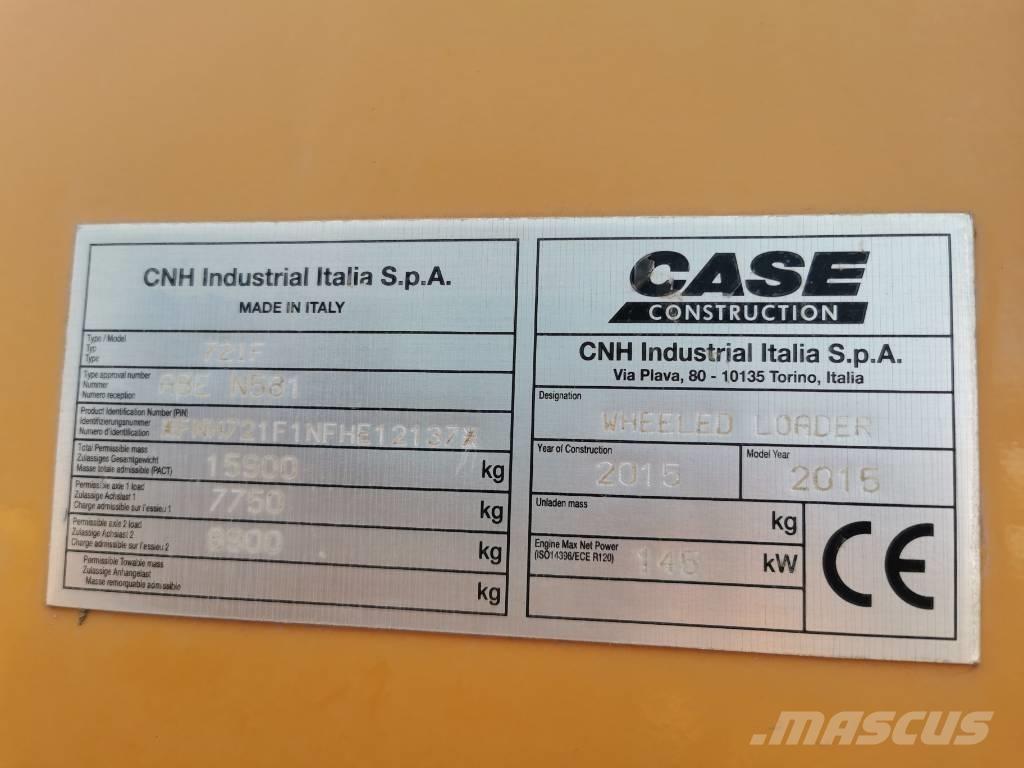 CNH Industrial Italia S.p.A.
MADE IN ITALY
Type / Model
Typ
Type
721F
Type approval number
Nummer
Numero reception
ABE N581
Product Identification Number (PIN)
Identifizierungsnummer
Numero d'identification
721F1NFHE12137*
Total Permissible mass
Zulassiges Gesamtgewicht
Masse totale admissible (PACT)
kg
Permissible axle 1 load
Zulassige Achslast 1
Charge admissible sur l'essieu 1
7750
kg
Permissible axle 2 load
Zulassige Achslast 2
Charge admissible sur l'essieu 2
kg
Permissible Towable mass
Zulassige Anhangelast
Masse remorquable admissible
kg
CASE
CONSTRUCTION
CNH Industrial Italia S.p.A.
Via Plava, 80 - 10135 Torino, Italia
Designation
WHEELED LOADER
Year of Construction
2015
Model Year
2015
Unladen mass
kg
Engine Max Net Power
(ISO14396/ECE R120)
145
kW
CE
MASCUS